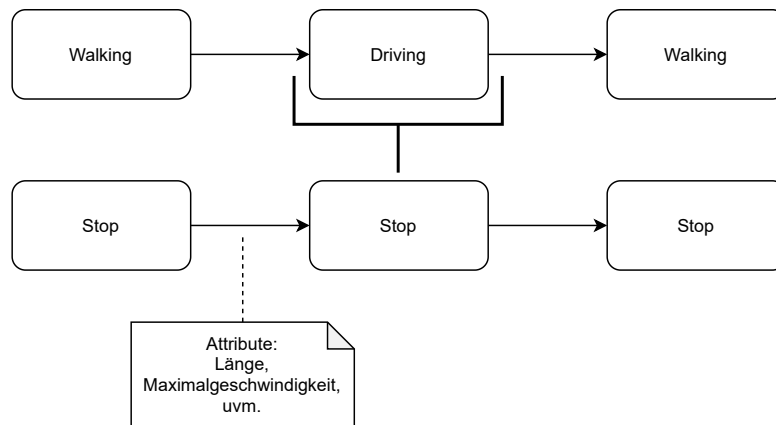 Walking
Driving
Walking
Stop
Stop
Stop
Attribute:
Länge,
Maximalgeschwindigkeit,
uvm.